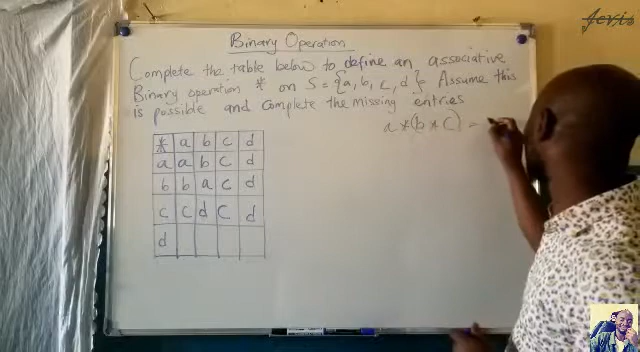 Jovis
Binary Operation
Complete the table below to define an associative
Binary operation * on S = {a, b, c, d}. Assume this
is possible and complete the missing entries
a * (b * c) =
* a b c d
a a b c d
b b a c d
c c d c d
d